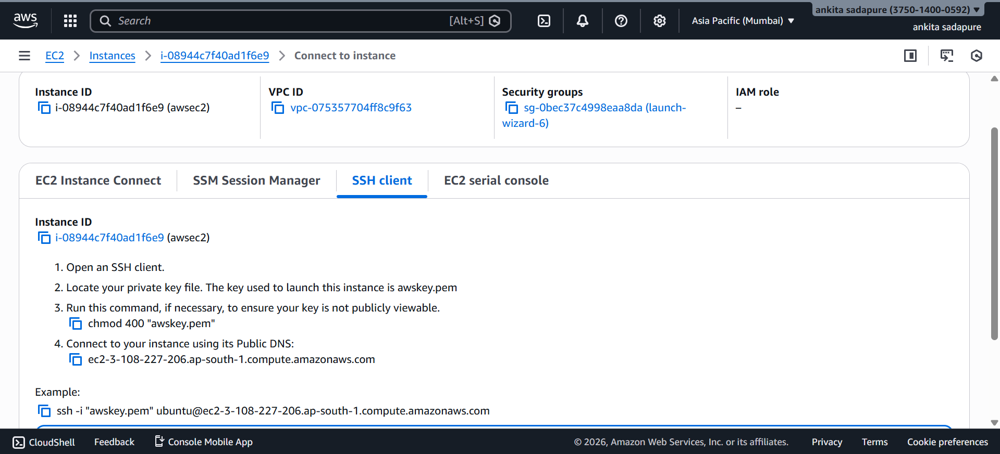 aws
Search
[Alt+S]
Asia Pacific (Mumbai)
ankita sadapure (3750-1400-0592)
ankita sadapure
EC2
Instances
i-08944c7f40ad1f6e9
Connect to instance
Instance ID
i-08944c7f40ad1f6e9 (awsec2)
VPC ID
vpc-075357704ff8c9f63
Security groups
sg-0bec37c4998eaa8da (launch-
wizard-6)
IAM role
–
EC2 Instance Connect
SSM Session Manager
SSH client
EC2 serial console
Instance ID
i-08944c7f40ad1f6e9 (awsec2)
1. Open an SSH client.
2. Locate your private key file. The key used to launch this instance is awskey.pem
3. Run this command, if necessary, to ensure your key is not publicly viewable.
chmod 400 "awskey.pem"
4. Connect to your instance using its Public DNS:
ec2-3-108-227-206.ap-south-1.compute.amazonaws.com
Example:
ssh -i "awskey.pem" ubuntu@ec2-3-108-227-206.ap-south-1.compute.amazonaws.com
CloudShell
Feedback
Console Mobile App
© 2026, Amazon Web Services, Inc. or its affiliates.
Privacy
Terms
Cookie preferences